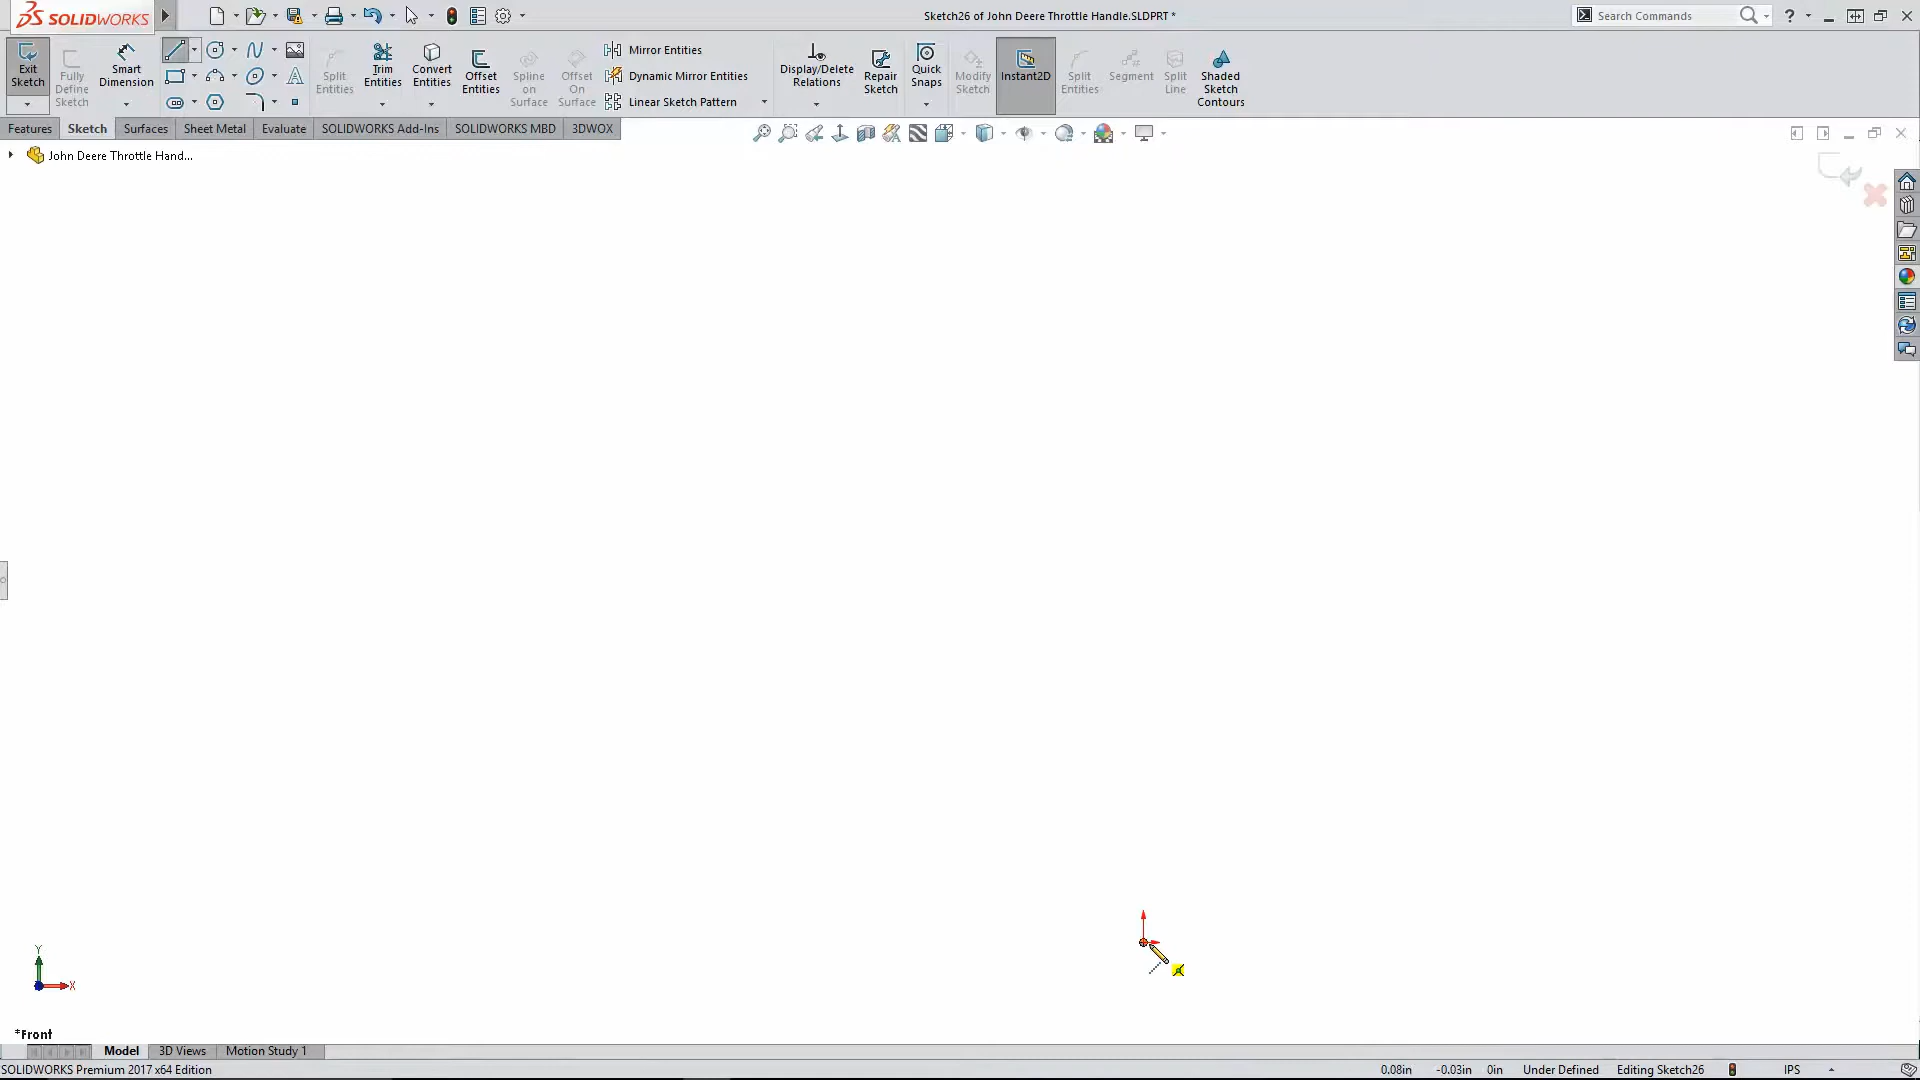 SOLIDWORKS
Sketch26 of John Deere Throttle Handle.SLDPRT *
Search Commands
?
Exit Sketch
Fully Define Sketch
Smart Dimension
Split Entities
Trim Entities
Convert Entities
Offset Entities
Spline on Surface
Offset On Surface
Mirror Entities
Dynamic Mirror Entities
Linear Sketch Pattern
Display/Delete Relations
Repair Sketch
Quick Snaps
Modify Sketch
Instant2D
Split Entities
Segment
Split Line
Shaded Sketch Contours
Features
Sketch
Surfaces
Sheet Metal
Evaluate
SOLIDWORKS Add-Ins
SOLIDWORKS MBD
3DWOX
John Deere Throttle Hand...
Y
X
*Front
Model
3D Views
Motion Study 1
SOLIDWORKS Premium 2017 x64 Edition
0.08in
-0.03in
0in
Under Defined
Editing Sketch26
IPS